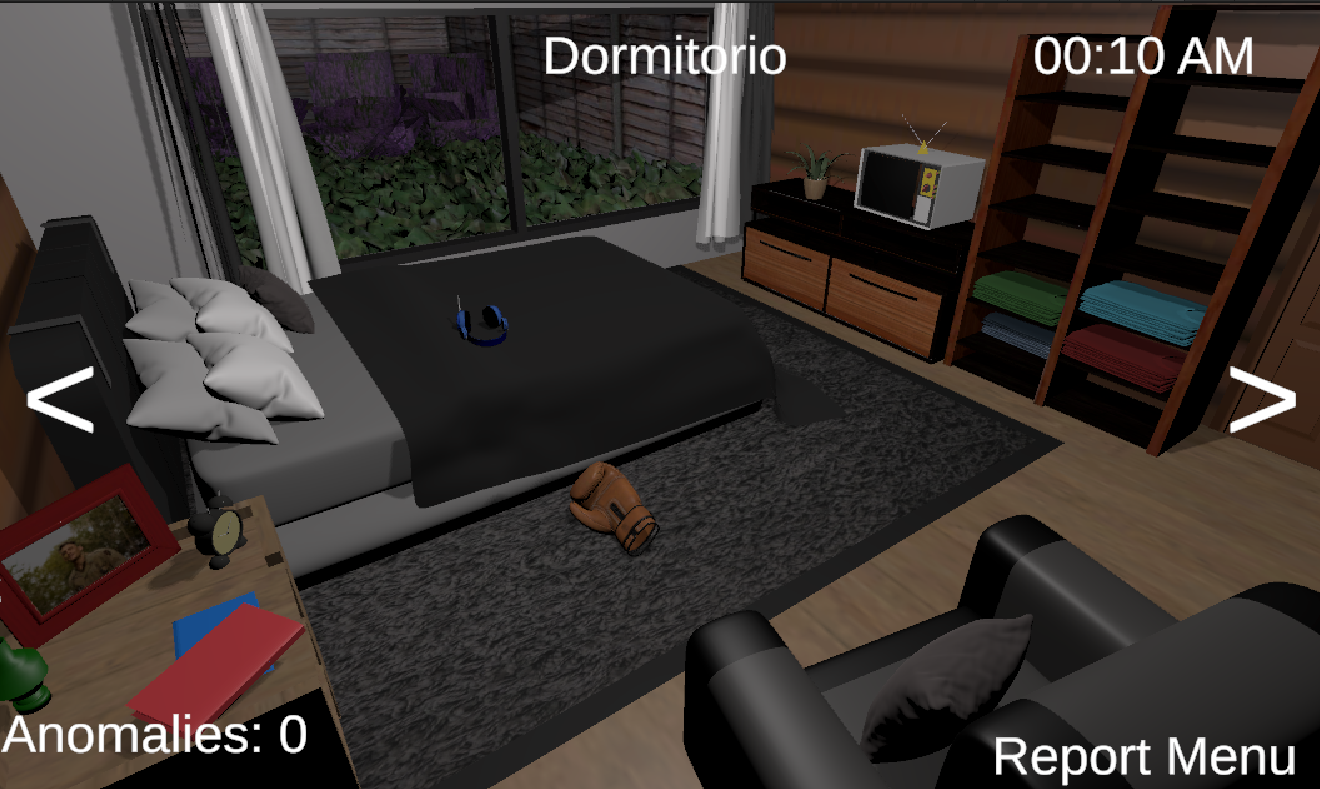 Dormitorio
00:10 AM
<
>
Anomalies: 0
Report Menu